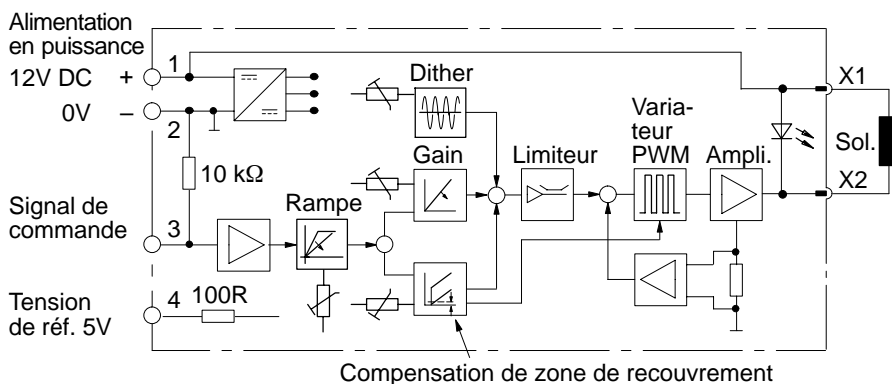 Alimentation
en puissance
12V DC
+
1
0V
–
2
10 kΩ
Signal de
commande
3
Tension
de réf. 5V
4
100R
Rampe
Dither
Gain
Limiteur
Varia-
teur
PWM
Ampli.
X1
Sol.
X2
Compensation de zone de recouvrement